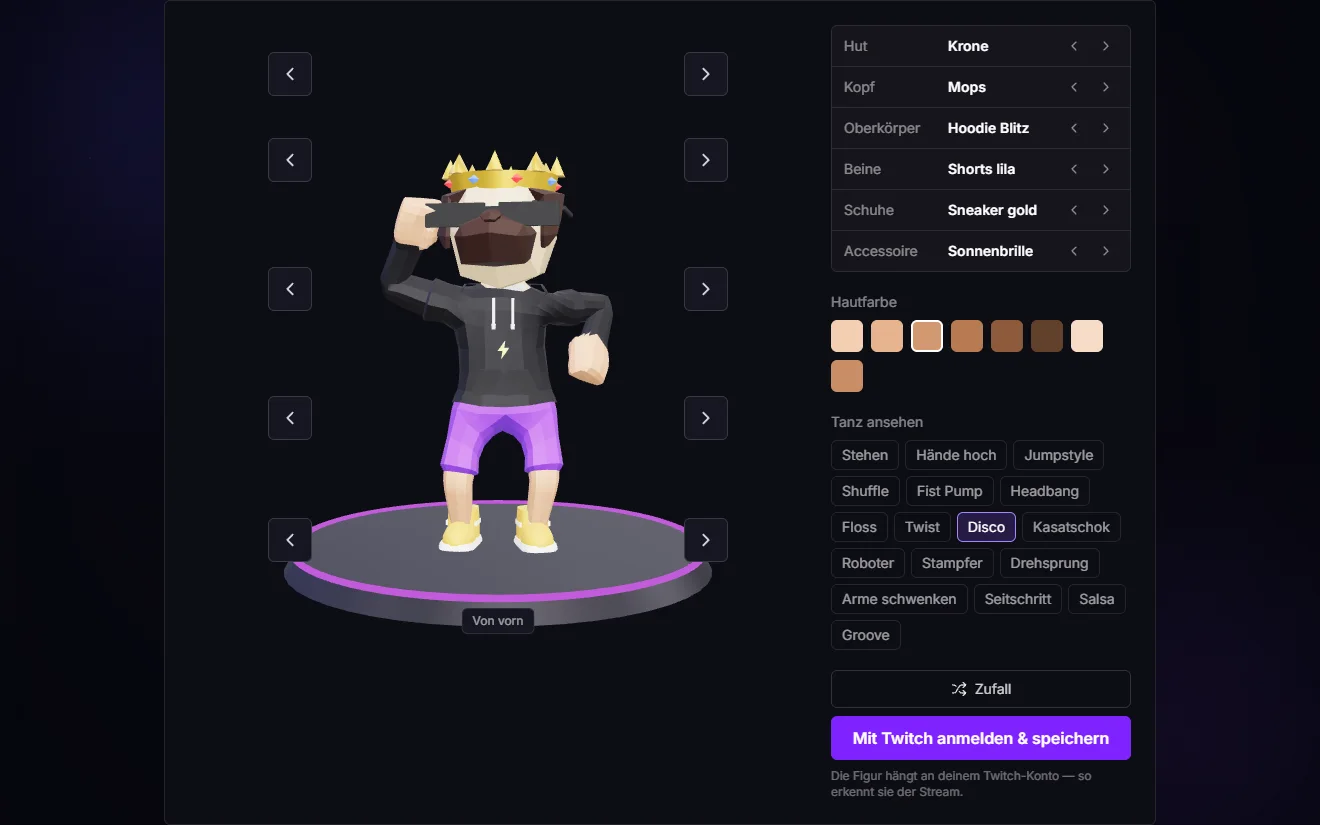 Hut Krone
Kopf Mops
Oberkörper Hoodie Blitz
Beine Shorts lila
Schuhe Sneaker gold
Accessoire Sonnenbrille
Hautfarbe
Tanz ansehen
Stehen Hände hoch Jumpstyle
Shuffle Fist Pump Headbang
Floss Twist Disco Kasatschok
Roboter Stampfer Drehsprung
Arme schwenken Seitschritt Salsa
Groove
Von vorn
Zufall
Mit Twitch anmelden & speichern
Die Figur hängt an deinem Twitch-Konto — so
erkennt sie der Stream.